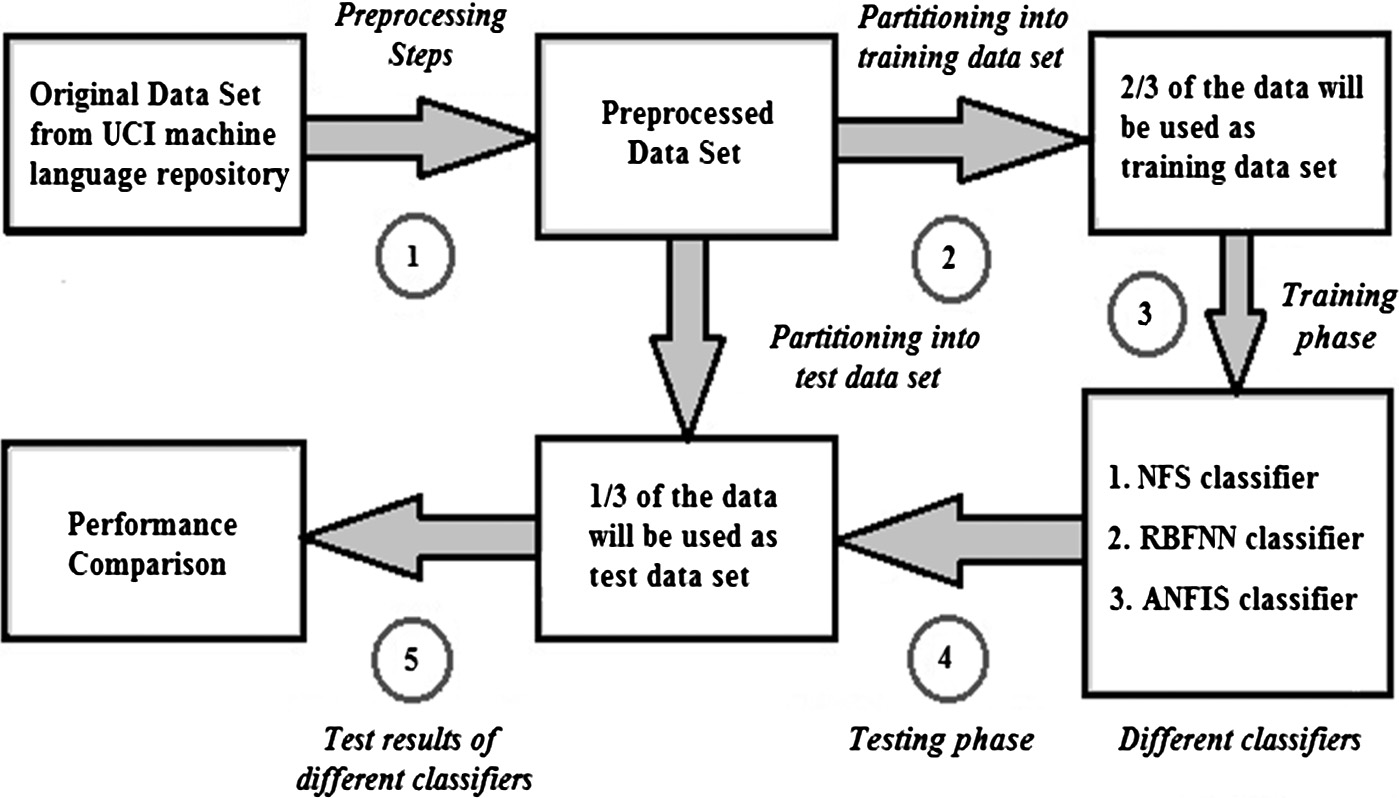 Preprocessing
Steps
Partitioning into
training data set
Original Data Set
from UCI machine
language repository
Preprocessed
Data Set
2/3 of the data will
be used as
training data set
1
2
3
Training
phase
Partitioning into
test data set
Performance
Comparison
1/3 of the data
will be used as
test data set
1. NFS classifier
2. RBFNN classifier
3. ANFIS classifier
5
4
Test results of
different classifiers
Testing phase
Different classifiers